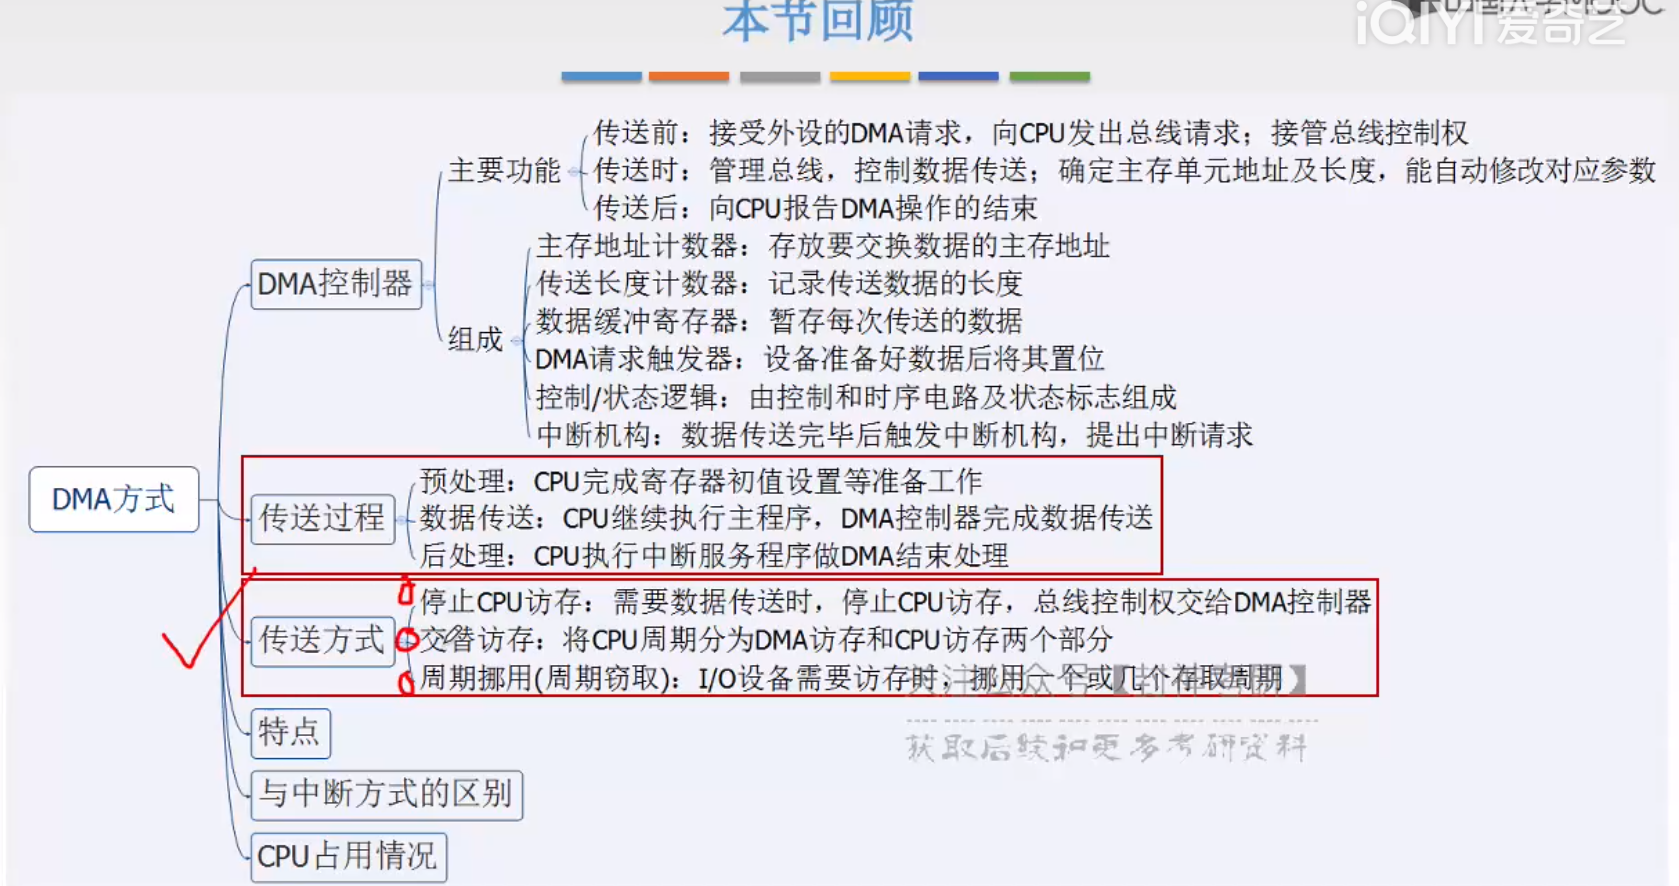 本节回顾
iQIYI 爱奇艺
传送前：接受外设的DMA请求，向CPU发出总线请求；接管总线控制权
主要功能
传送时：管理总线，控制数据传送；确定主存单元地址及长度，能自动修改对应参数
传送后：向CPU报告DMA操作的结束
主存地址计数器：存放要交换数据的主存地址
DMA控制器
传送长度计数器：记录传送数据的长度
数据缓冲寄存器：暂存每次传送的数据
组成
DMA请求触发器：设备准备好数据后将其置位
控制/状态逻辑：由控制和时序电路及状态标志组成
中断机构：数据传送完毕后触发中断机构，提出中断请求
DMA方式
预处理：CPU完成寄存器初值设置等准备工作
传送过程
数据传送：CPU继续执行主程序，DMA控制器完成数据传送
后处理：CPU执行中断服务程序做DMA结束处理
停止CPU访存：需要数据传送时，停止CPU访存，总线控制权交给DMA控制器
传送方式
交替访存：将CPU周期分为DMA访存和CPU访存两个部分
周期挪用(周期窃取)：I/O设备需要访存时，挪用一个或几个存取周期
特点
获取后续和更多考研资料
与中断方式的区别
CPU占用情况